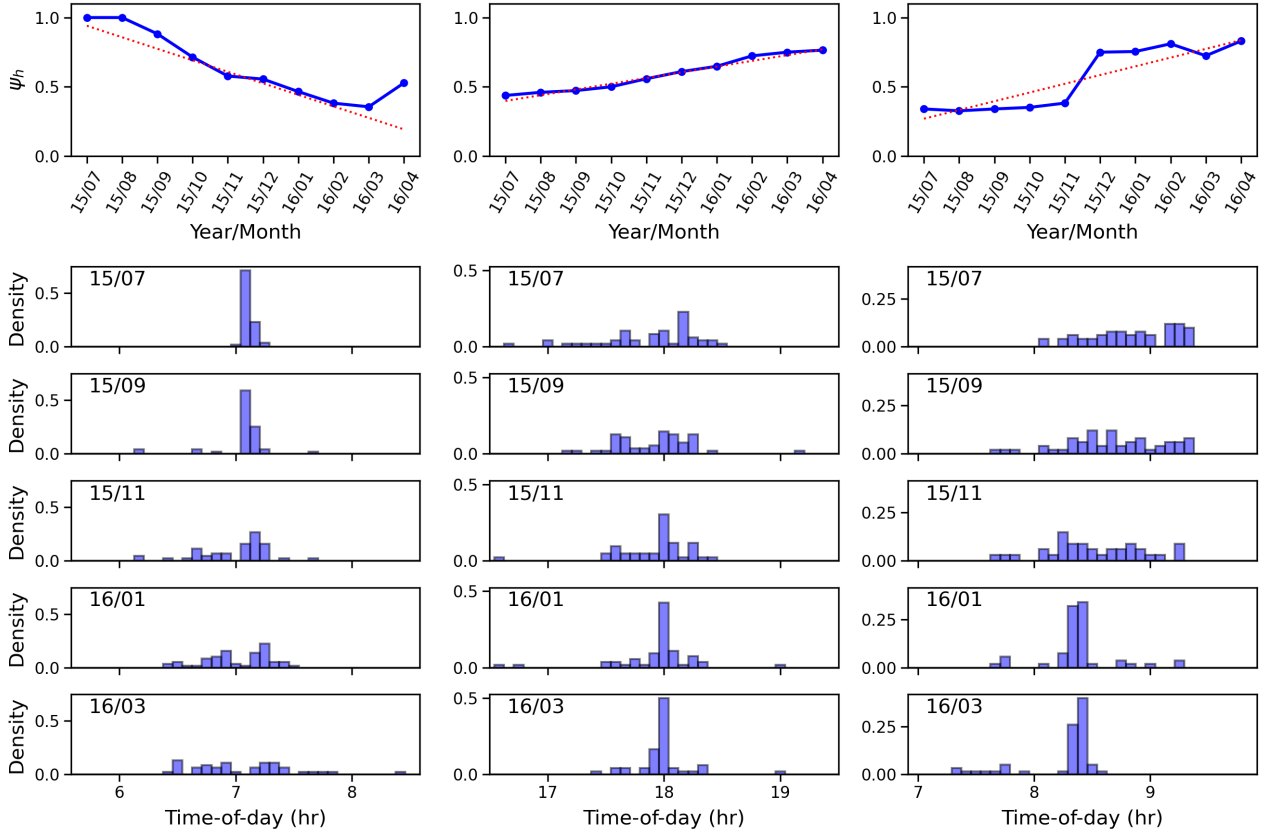 1.0 1.0 1.0
ψh 0.5 0.5 0.5
0.0 0.0 0.0
15/07 15/08 15/09 15/10 15/11 15/12 16/01 16/02 16/03 16/04
15/07 15/08 15/09 15/10 15/11 15/12 16/01 16/02 16/03 16/04
15/07 15/08 15/09 15/10 15/11 15/12 16/01 16/02 16/03 16/04
Year/Month Year/Month Year/Month
Density 0.5 0.0 15/07
0.5 0.0 15/07
0.25 0.00 15/07
Density 0.5 0.0 15/09
0.5 0.0 15/09
0.25 0.00 15/09
Density 0.5 0.0 15/11
0.5 0.0 15/11
0.25 0.00 15/11
Density 0.5 0.0 16/01
0.5 0.0 16/01
0.25 0.00 16/01
Density 0.5 0.0 16/03
0.5 0.0 16/03
0.25 0.00 16/03
6 7 8 17 18 19 7 8 9
Time-of-day (hr) Time-of-day (hr) Time-of-day (hr)